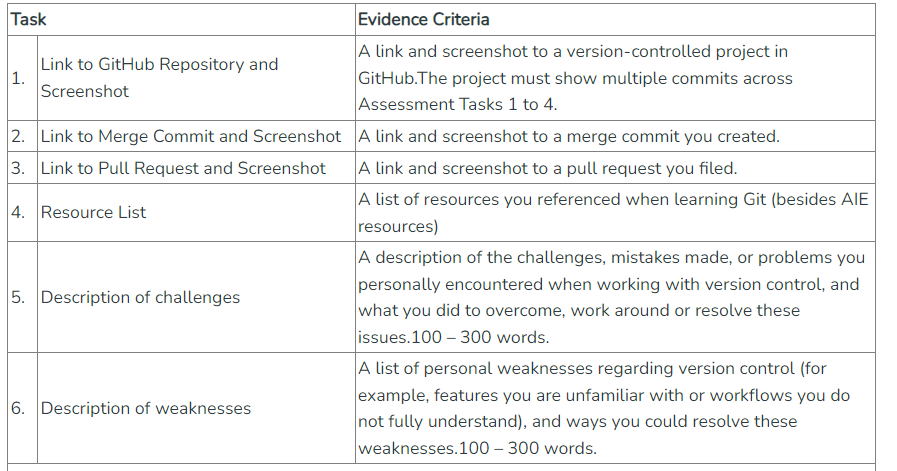 Task Evidence Criteria
1. Link to GitHub Repository and
Screenshot
A link and screenshot to a version-controlled project in
GitHub.The project must show multiple commits across
Assessment Tasks 1 to 4.
2. Link to Merge Commit and Screenshot A link and screenshot to a merge commit you created.
3. Link to Pull Request and Screenshot A link and screenshot to a pull request you filed.
4. Resource List
A list of resources you referenced when learning Git (besides AIE
resources)
5. Description of challenges
A description of the challenges, mistakes made, or problems you
personally encountered when working with version control, and
what you did to overcome, work around or resolve these
issues.100 – 300 words.
6. Description of weaknesses
A list of personal weaknesses regarding version control (for
example, features you are unfamiliar with or workflows you do
not fully understand), and ways you could resolve these
weaknesses.100 – 300 words.